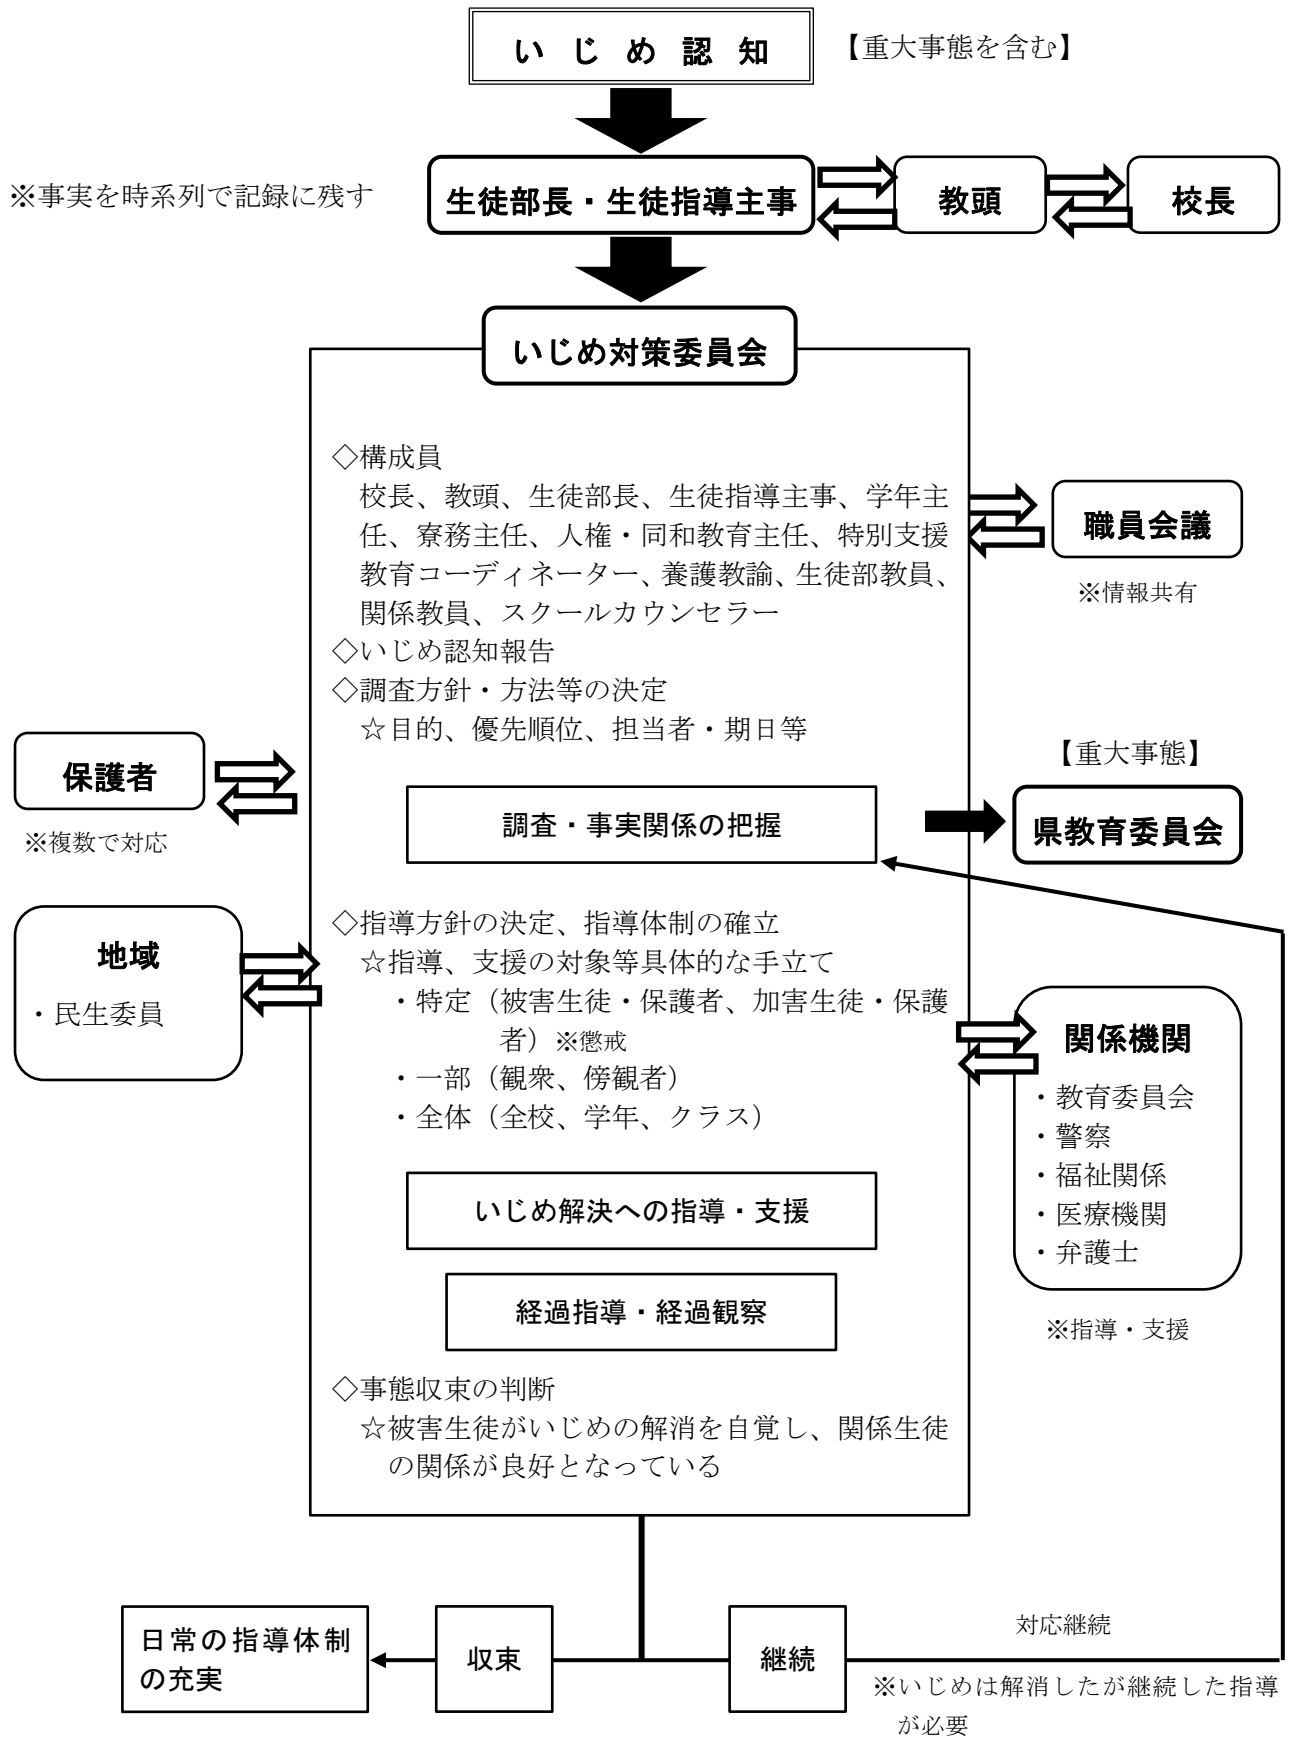 いじめ認知
【重大事態を含む】
※事実を時系列で記録に残す
生徒部長・生徒指導主事
教頭
校長
いじめ対策委員会
◇構成員
校長、教頭、生徒部長、生徒指導主事、学年主
任、寮務主任、人権・同和教育主任、特別支援
教育コーディネーター、養護教諭、生徒部教員、
関係教員、スクールカウンセラー
◇いじめ認知報告
◇調査方針・方法等の決定
☆目的、優先順位、担当者・期日等
職員会議
※情報共有
保護者
※複数で対応
調査・事実関係の把握
【重大事態】
県教育委員会
地域
・民生委員
◇指導方針の決定、指導体制の確立
☆指導、支援の対象等具体的な手立て
・特定（被害生徒・保護者、加害生徒・保護
者）※懲戒
・一部（観衆、傍観者）
・全体（全校、学年、クラス）
関係機関
・教育委員会
・警察
・福祉関係
・医療機関
・弁護士
※指導・支援
いじめ解決への指導・支援
経過指導・経過観察
◇事態収束の判断
☆被害生徒がいじめの解消を自覚し、関係生徒
の関係が良好となっている
日常の指導体制
の充実
収束
継続
対応継続
※いじめは解消したが継続した指導
が必要